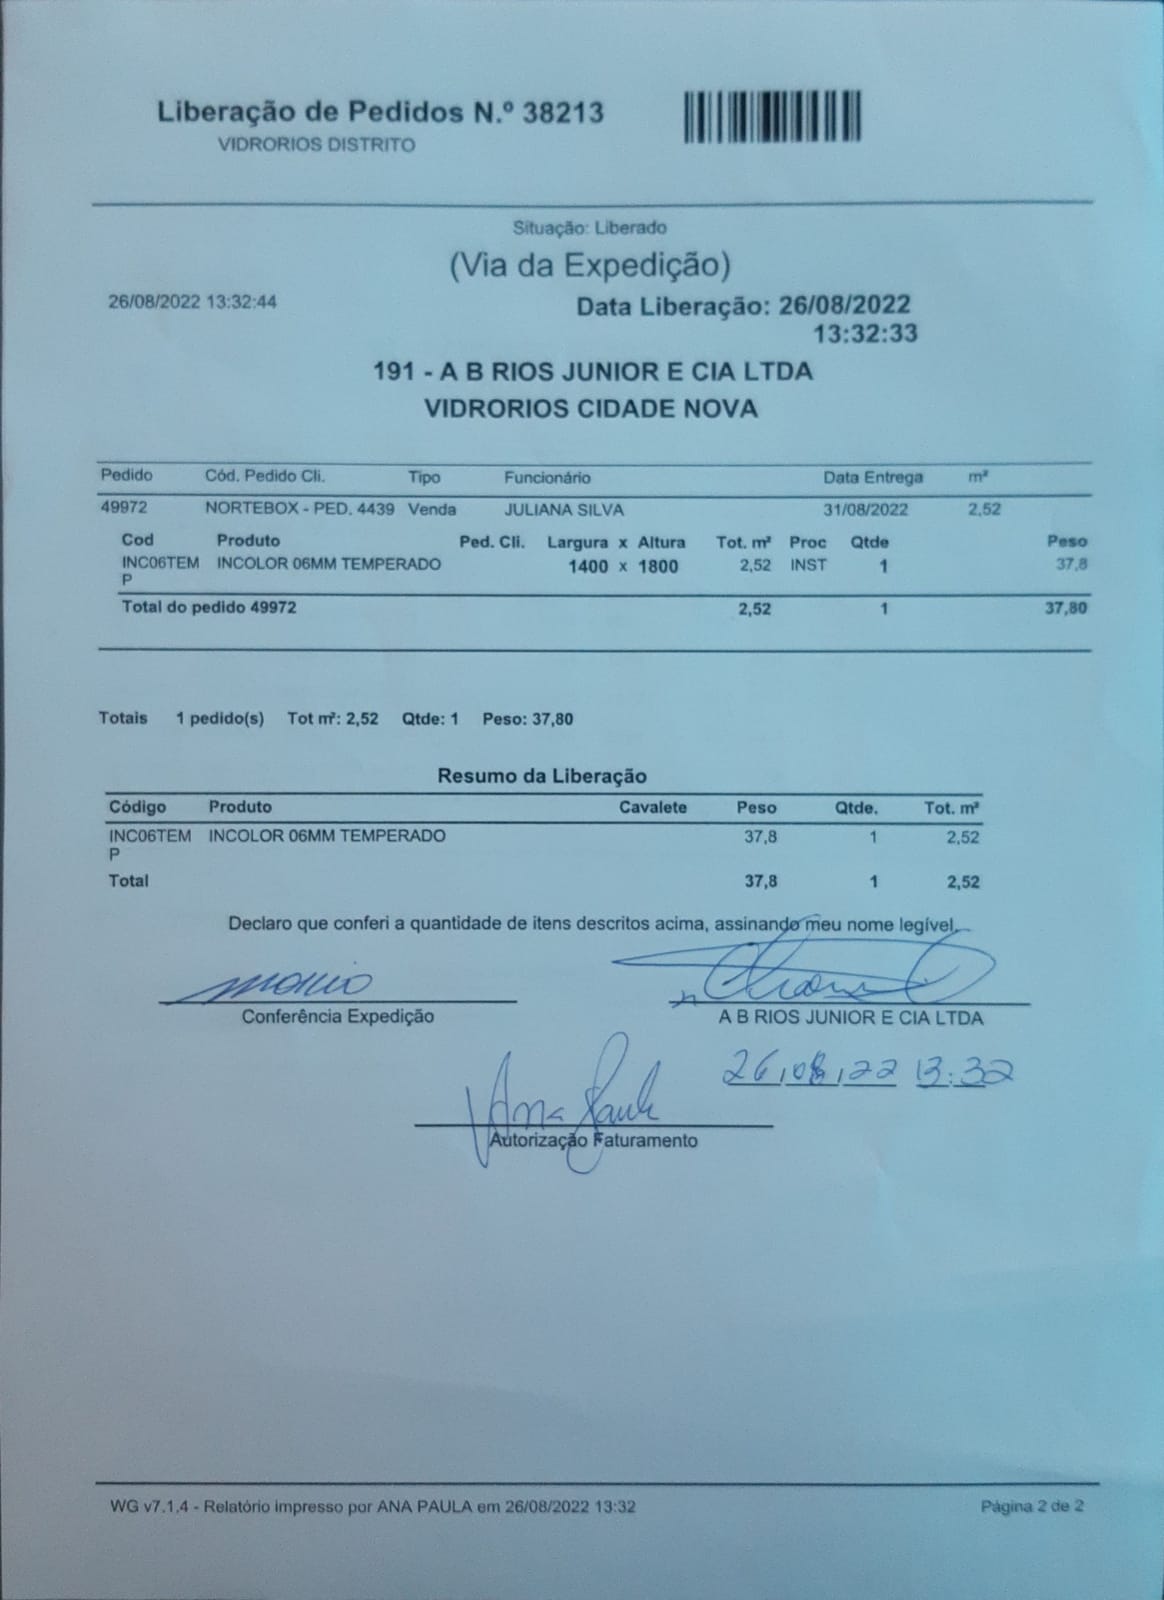 Liberação de Pedidos N.º 38213
VIDRORIOS DISTRITO
Situação: Liberado
(Via da Expedição)
26/08/2022 13:32:44
Data Liberação: 26/08/2022
13:32:33
191 - A B RIOS JUNIOR E CIA LTDA
VIDRORIOS CIDADE NOVA
Pedido Cód. Pedido Cli. Tipo Funcionário Data Entrega m²
49972 NORTEBOX - PED. 4439 Venda JULIANA SILVA 31/08/2022 2,52
Cod Produto Ped. Cli. Largura x Altura Tot. m² Proc Qtde Peso
INC06TEM INCOLOR 06MM TEMPERADO 1400 x 1800 2,52 INST 1 37,8
P
Total do pedido 49972 2,52 1 37,80
Totais 1 pedido(s) Tot m²: 2,52 Qtde: 1 Peso: 37,80
Resumo da Liberação
Código Produto Cavalete Peso Qtde. Tot. m²
INC06TEM INCOLOR 06MM TEMPERADO 37,8 1 2,52
P
Total 37,8 1 2,52
Declaro que conferi a quantidade de itens descritos acima, assinando meu nome legível.
Conferência Expedição A B RIOS JUNIOR E CIA LTDA
26/08/22 13:32
Ana Paula
Autorização Faturamento
WG v7.1.4 - Relatório impresso por ANA PAULA em 26/08/2022 13:32 Página 2 de 2